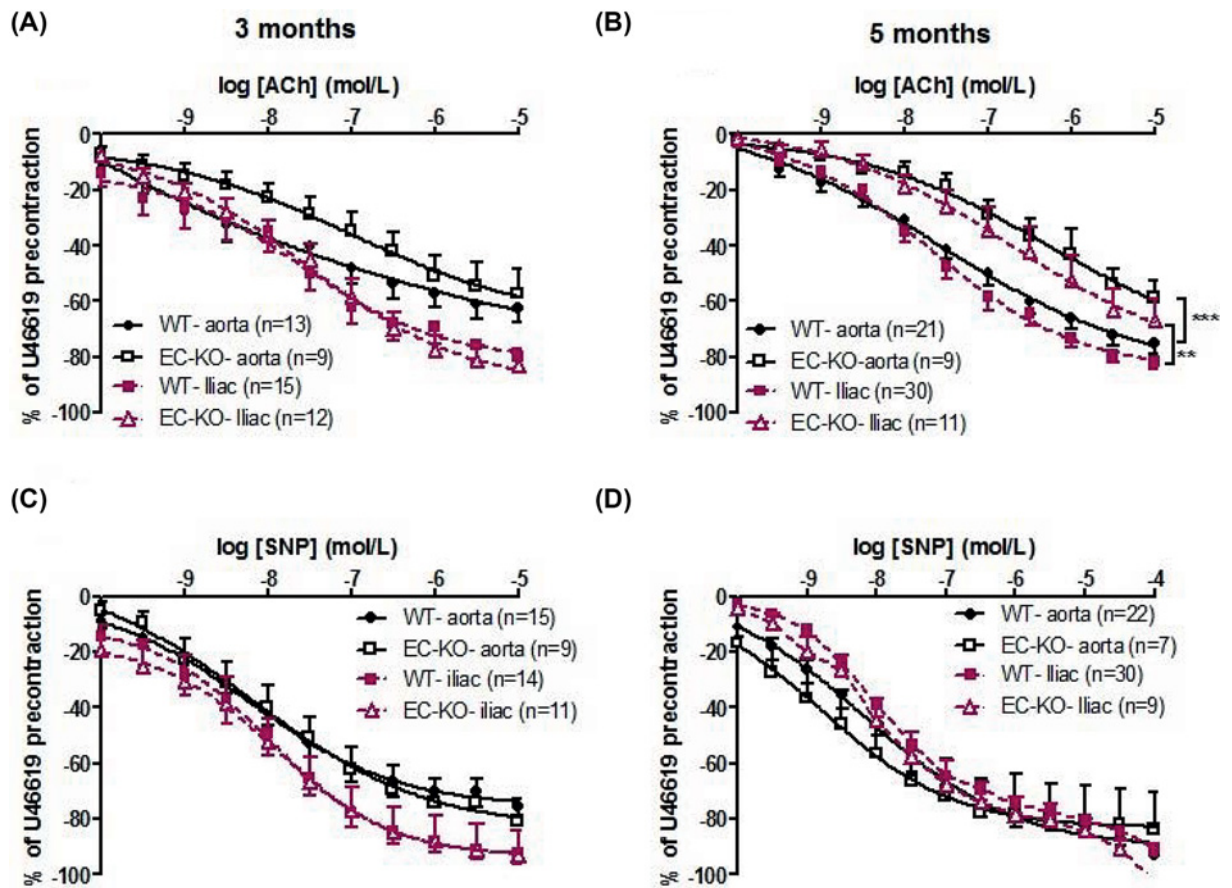 (A)
3 months
log [ACh] (mol/L)
-9 -8 -7 -6 -5
0
-20
-40
-60
-80
-100
% of U46619 precontraction
WT- aorta (n=13)
EC-KO- aorta (n=9)
WT- Iliac (n=15)
EC-KO- Iliac (n=12)
(B)
5 months
log [ACh] (mol/L)
-9 -8 -7 -6 -5
0
-20
-40
-60
-80
-100
% of U46619 precontraction
WT- aorta (n=21)
EC-KO-aorta (n=9)
WT- Iliac (n=30)
EC-KO- Iliac (n=11)
***
**
(C)
log [SNP] (mol/L)
-9 -8 -7 -6 -5
0
-20
-40
-60
-80
-100
% of U46619 precontraction
WT- aorta (n=15)
EC-KO- aorta (n=9)
WT- iliac (n=14)
EC-KO- iliac (n=11)
(D)
log [SNP] (mol/L)
-9 -8 -7 -6 -5 -4
0
-20
-40
-60
-80
-100
% of U46619 precontraction
WT- aorta (n=22)
EC-KO- aorta (n=7)
WT- Iliac (n=30)
EC-KO- Iliac (n=9)